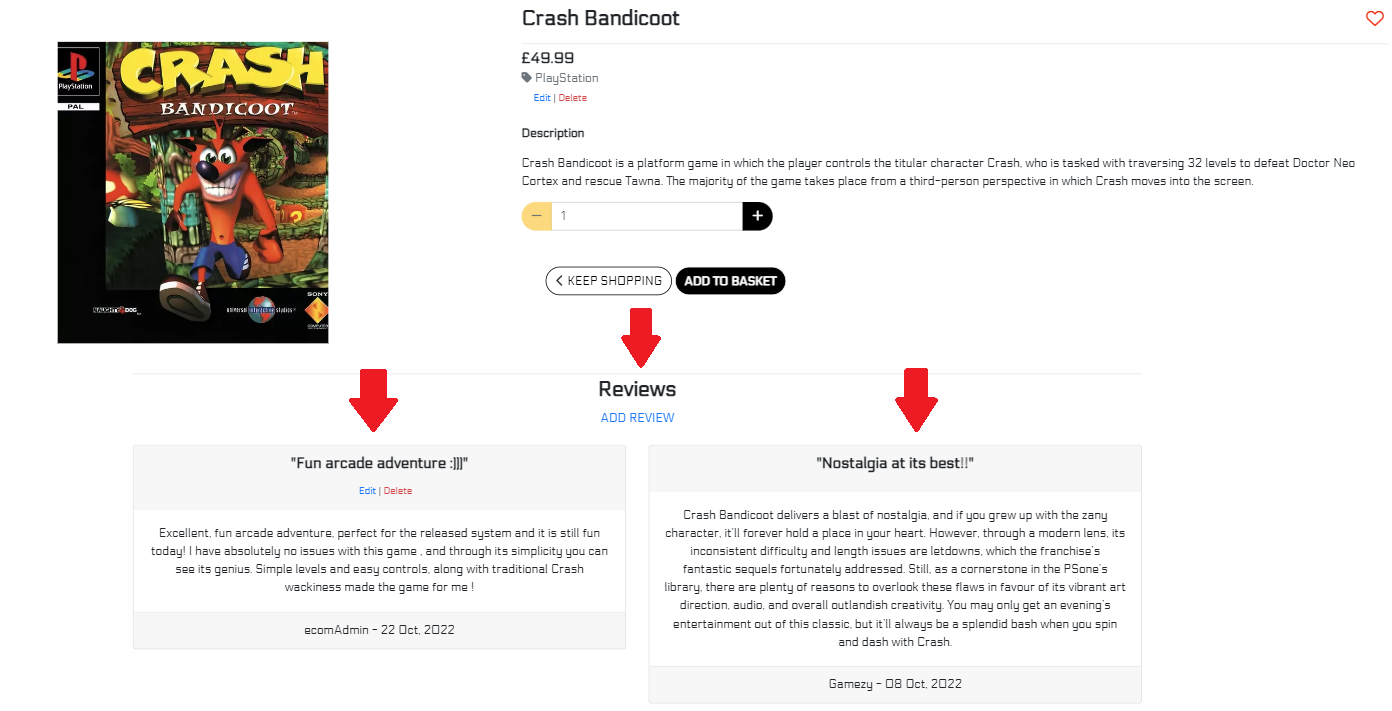 Crash Bandicoot
PlayStation
PAL
CRASH
BANDICOOT
NAUGHTY DOG
universal interactive studios
SONY
COMPUTER
£49.99
PlayStation
Edit | Delete
Description
Crash Bandicoot is a platform game in which the player controls the titular character Crash, who is tasked with traversing 32 levels to defeat Doctor Neo
Cortex and rescue Tawna. The majority of the game takes place from a third-person perspective in which Crash moves into the screen.
− 1 +
< KEEP SHOPPING ADD TO BASKET
Reviews
ADD REVIEW
"Fun arcade adventure :)))"
Edit | Delete
Excellent, fun arcade adventure, perfect for the released system and it is still fun
today! I have absolutely no issues with this game , and through its simplicity you can
see its genius. Simple levels and easy controls, along with traditional Crash
wackiness made the game for me !
ecomAdmin - 22 Oct, 2022
"Nostalgia at its best!!"
Crash Bandicoot delivers a blast of nostalgia, and if you grew up with the zany
character, it'll forever hold a place in your heart. However, through a modern lens, its
inconsistent difficulty and length issues are letdowns, which the franchise's
fantastic sequels fortunately addressed. Still, as a cornerstone in the PSone's
library, there are plenty of reasons to overlook these flaws in favour of its vibrant art
direction, audio, and overall outlandish creativity. You may only get an evening's
entertainment out of this classic, but it'll always be a splendid bash when you spin
and dash with Crash.
Gamezy - 08 Oct, 2022